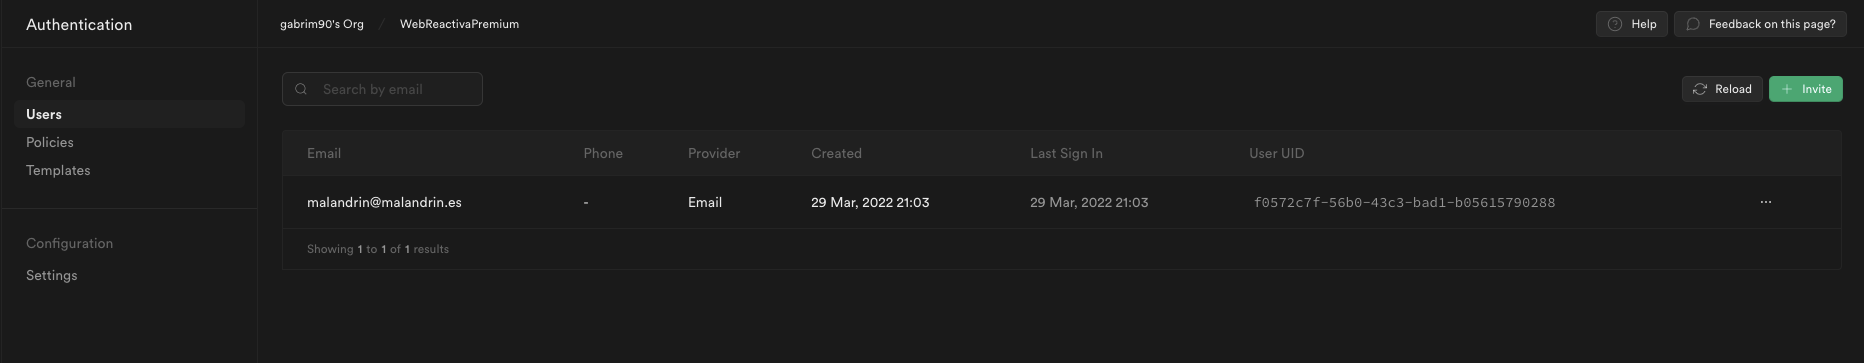 Authentication
gabrim90's Org / WebReactivaPremium
Help
Feedback on this page?
General
Users
Policies
Templates
Configuration
Settings
Search by email
Reload
+ Invite
Email Phone Provider Created Last Sign In User UID
malandrin@malandrin.es - Email 29 Mar, 2022 21:03 29 Mar, 2022 21:03 f0572c7f-56b0-43c3-bad1-b05615790288 ...
Showing 1 to 1 of 1 results